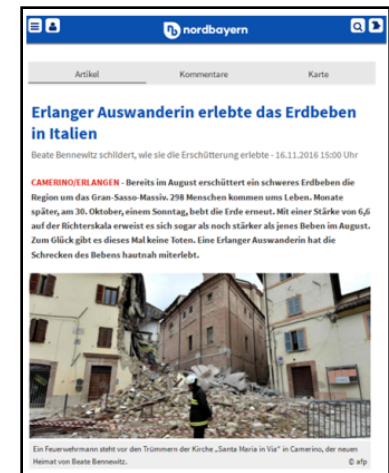 nordbayern
Artikel
Kommentare
Karte
Erlanger Auswanderin erlebte das Erdbeben
in Italien
Beate Bennewitz schildert, wie sie die Erschütterung erlebte - 16.11.2016 15:00 Uhr
CAMERINO/ERLANGEN - Bereits im August erschüttert ein schweres Erdbeben die
Region um das Gran-Sasso-Massiv. 298 Menschen kommen ums Leben. Monate
später, am 30. Oktober, einem Sonntag, bebt die Erde erneut. Mit einer Stärke von 6,6
auf der Richterskala erweist es sich sogar als noch stärker als jenes Beben im August.
Zum Glück gibt es dieses Mal keine Toten. Eine Erlanger Auswanderin hat die
Schrecken des Bebens hautnah miterlebt.
Ein Feuerwehrmann steht vor den Trümmern der Kirche „Santa Maria in Via" in Camerino, der neuen
Heimat von Beate Bennewitz.
© afp